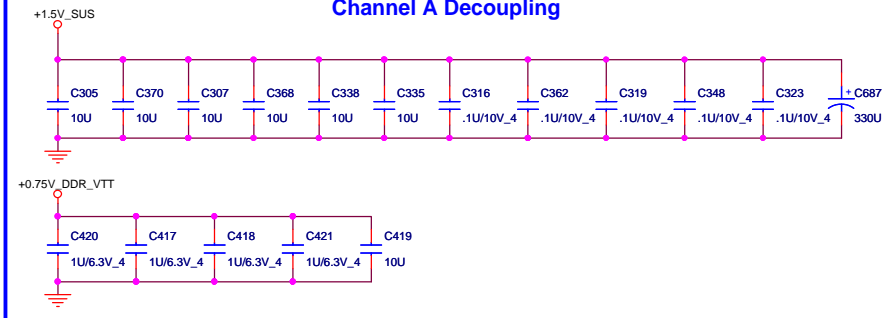 Channel A Decoupling
+1.5V_SUS
C305 C370 C307 C368 C338 C335 C316 C362 C319 C348 C323 + C687
10U 10U 10U 10U 10U 10U .1U/10V_4 .1U/10V_4 .1U/10V_4 .1U/10V_4 .1U/10V_4 330U
+0.75V_DDR_VTT
C420 C417 C418 C421 C419
1U/6.3V_4 1U/6.3V_4 1U/6.3V_4 1U/6.3V_4 10U